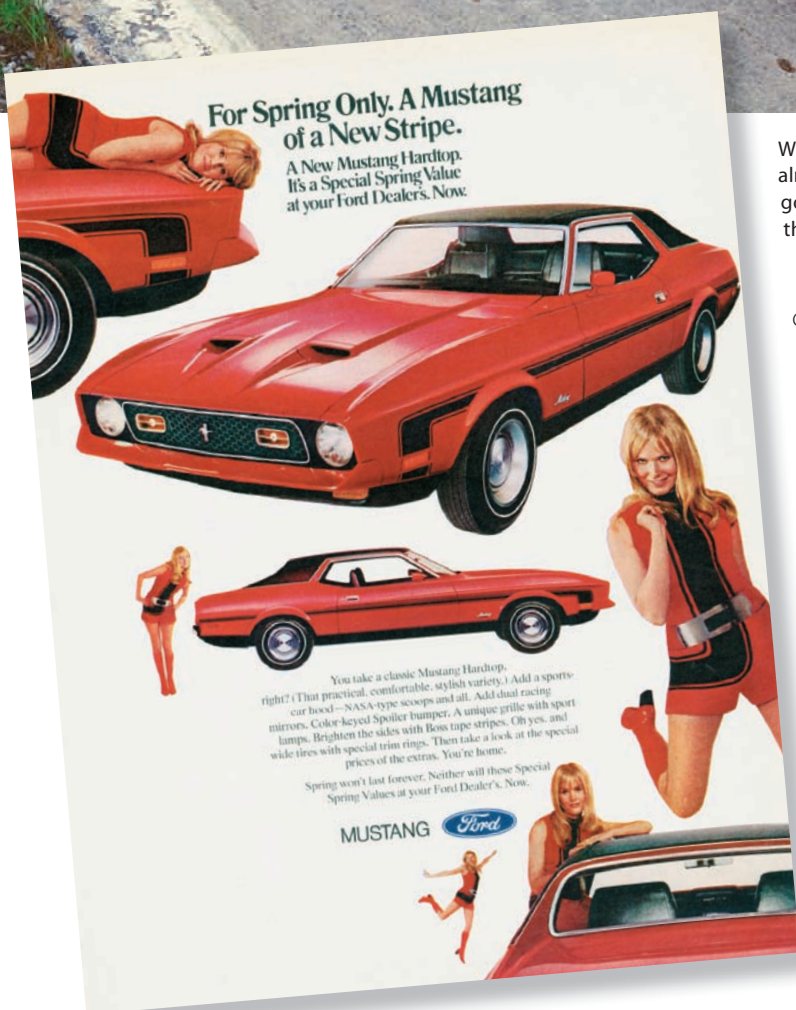 For Spring Only. A Mustang
of a New Stripe.
A New Mustang Hardtop.
It's a Special Spring Value
at your Ford Dealer's. Now.
You take a classic Mustang Hardtop,
right? (That practical, comfortable, stylish variety.) Add a sports-
car hood—NASA-type scoops and all. Add dual racing
mirrors. Color-keyed Spoiler bumper. A unique grille with sport
lamps. Brighten the sides with Boss tape stripes. Oh yes, and
wide tires with special trim rings. Then take a look at the special
prices of the extras. You're home.
Spring won't last forever. Neither will these Special
Spring Values at your Ford Dealer's. Now.
MUSTANG Ford